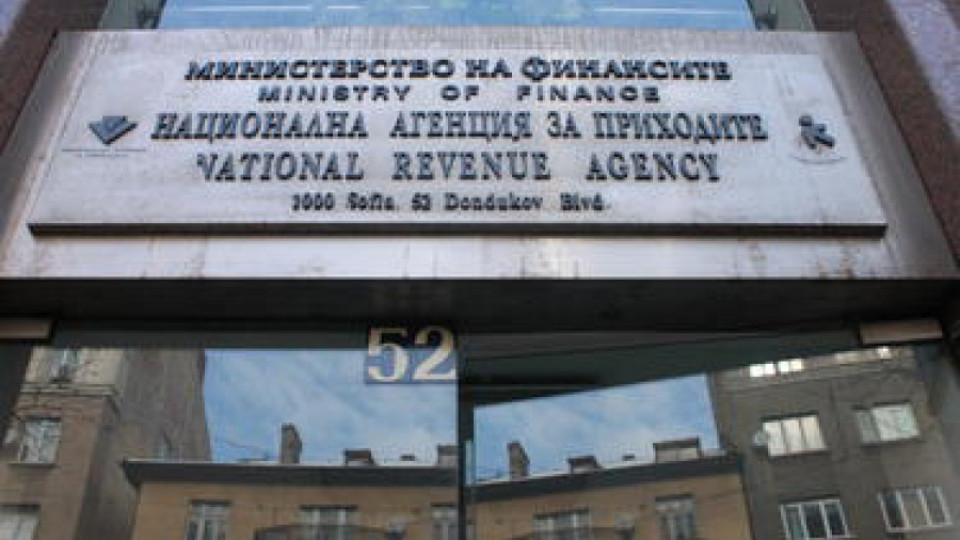 МИНИСТЕРСТВО НА ФИНАНСИТЕ
MINISTRY OF FINANCE
НАЦИОНАЛНА АГЕНЦИЯ ЗА ПРИХОДИТЕ
NATIONAL REVENUE AGENCY
1000 Sofia, 52 Dondukov Blvd.
52